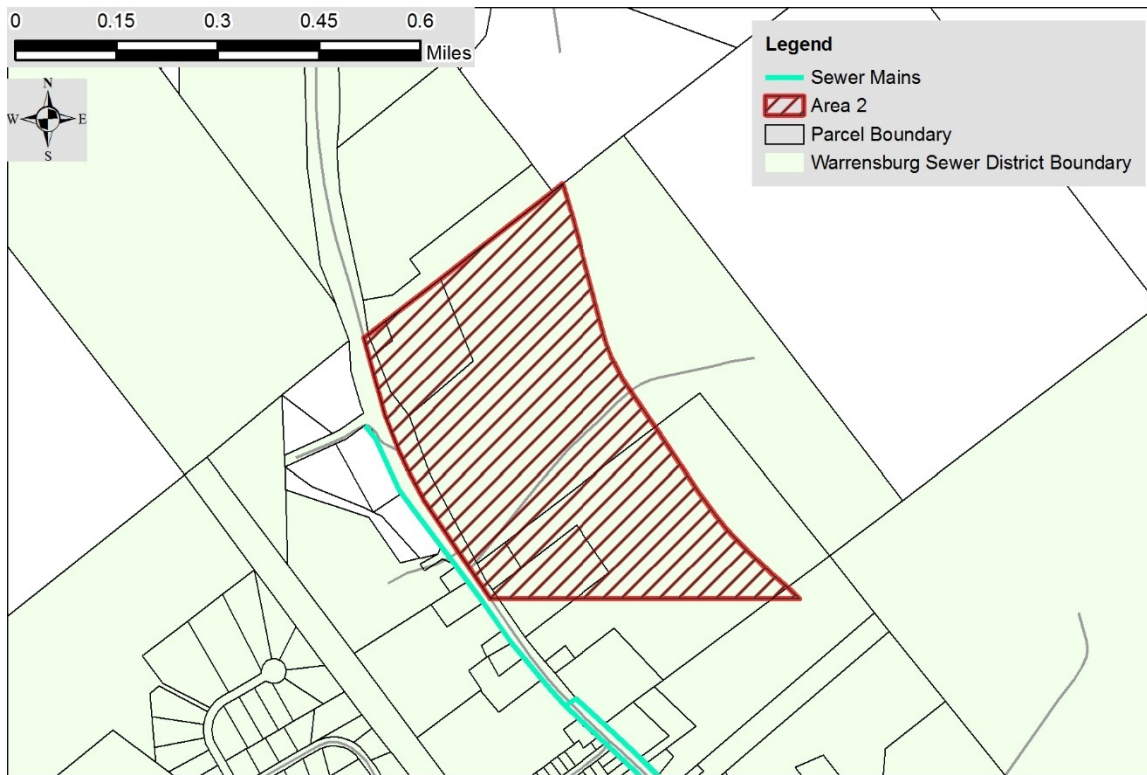 0 0.15 0.3 0.45 0.6
Miles
N
W E
S
Legend
Sewer Mains
Area 2
Parcel Boundary
Warrensburg Sewer District Boundary